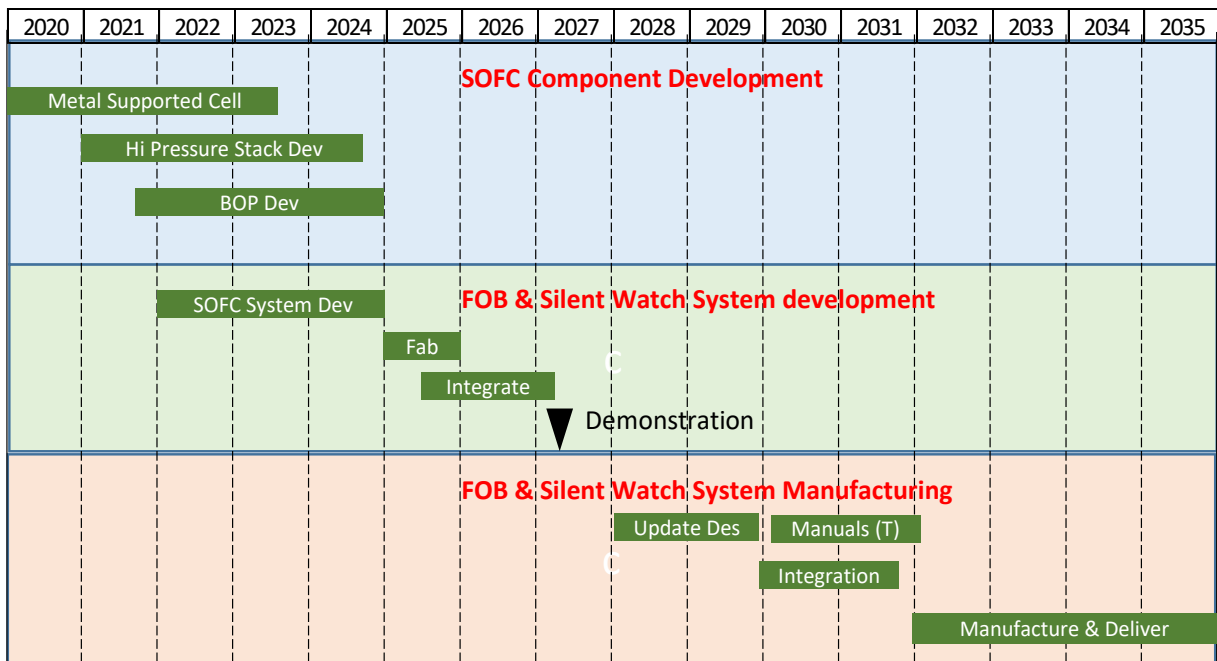 2020 2021 2022 2023 2024 2025 2026 2027 2028 2029 2030 2031 2032 2033 2034 2035
SOFC Component Development
Metal Supported Cell
Hi Pressure Stack Dev
BOP Dev
SOFC System Dev
FOB & Silent Watch System development
Fab
C
Integrate
Demonstration
FOB & Silent Watch System Manufacturing
Update Des
Manuals (T)
C
Integration
Manufacture & Deliver